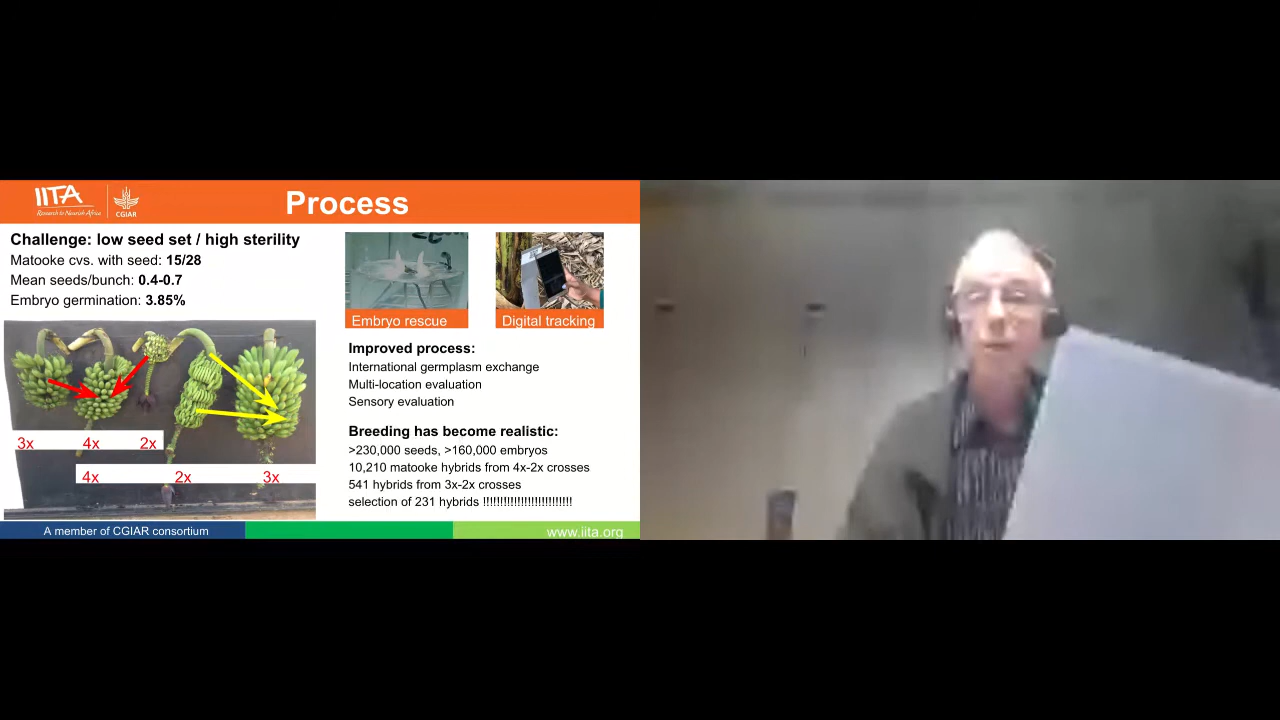 IITA
Research to Nourish Africa
CGIAR
Process
Challenge: low seed set / high sterility
Matooke cvs. with seed: 15/28
Mean seeds/bunch: 0.4-0.7
Embryo germination: 3.85%
3x 4x 2x
4x 2x 3x
Embryo rescue
Digital tracking
Improved process:
International germplasm exchange
Multi-location evaluation
Sensory evaluation
Breeding has become realistic:
>230,000 seeds, >160,000 embryos
10,210 matooke hybrids from 4x-2x crosses
541 hybrids from 3x-2x crosses
selection of 231 hybrids !!!!!!!!!!!!!!!!!!!!!!!!!!
A member of CGIAR consortium
www.iita.org